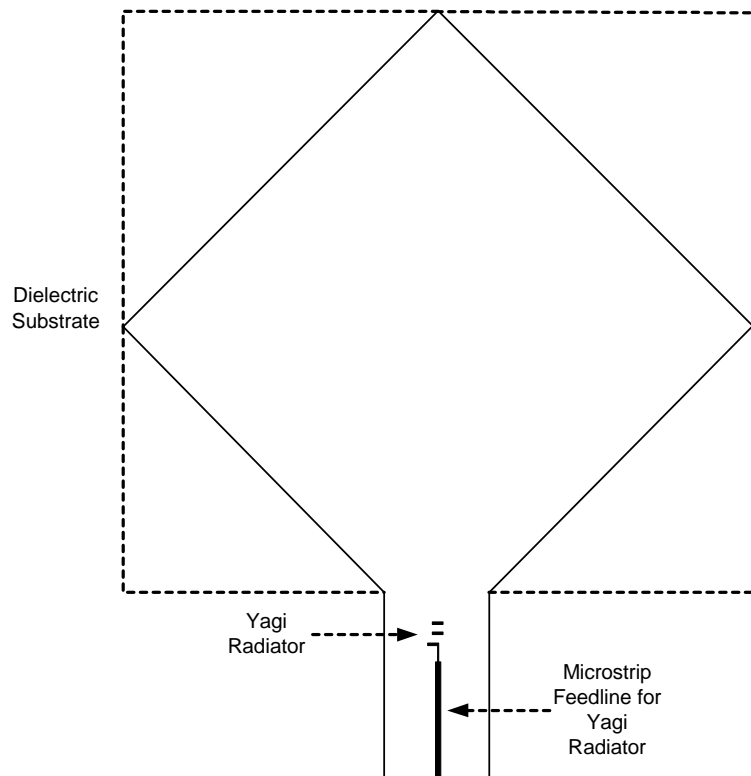 Dielectric
Substrate
Yagi
Radiator
Microstrip
Feedline for
Yagi
Radiator